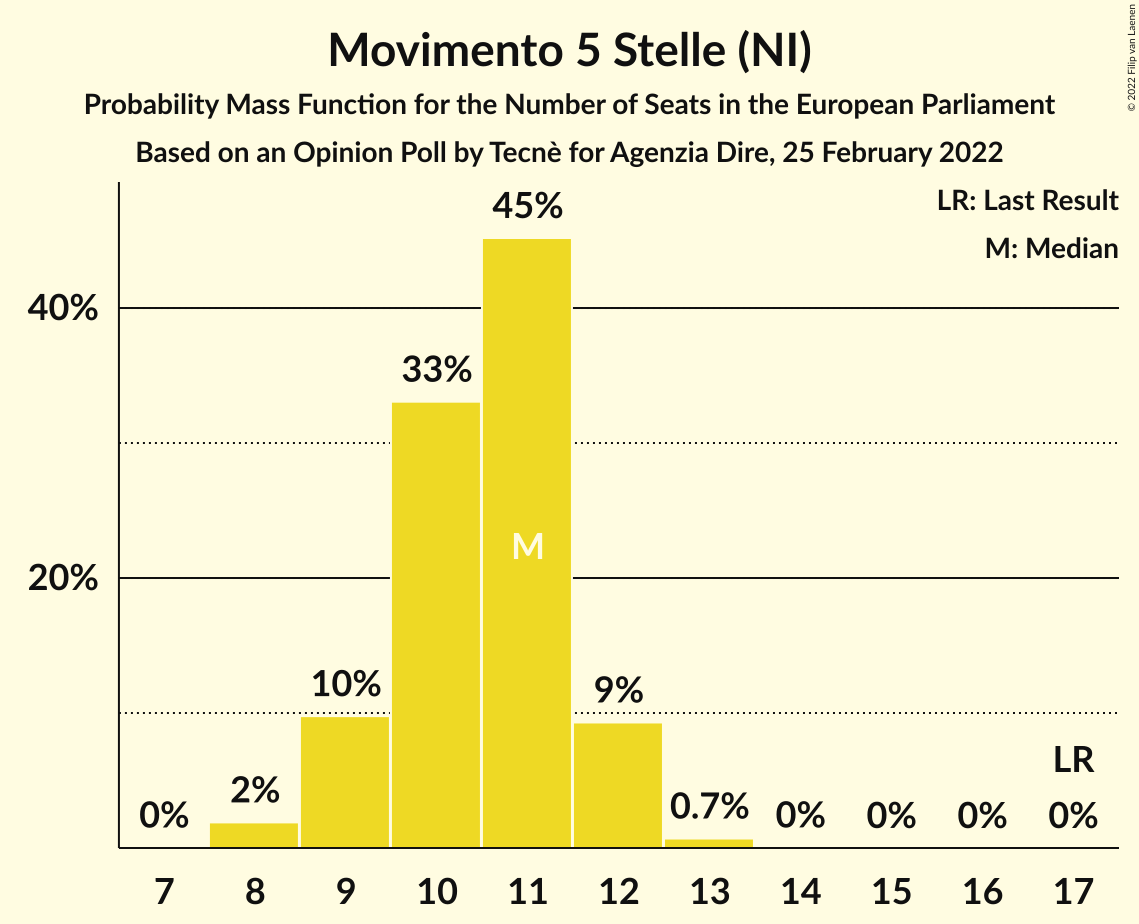 Movimento 5 Stelle (NI)
Probability Mass Function for the Number of Seats in the European Parliament
Based on an Opinion Poll by Tecnè for Agenzia Dire, 25 February 2022
© 2022 Filip van Laenen
LR: Last Result
M: Median
40%
20%
0%
2%
10%
33%
45%
M
9%
0.7%
0%
0%
0%
LR
0%
7 8 9 10 11 12 13 14 15 16 17